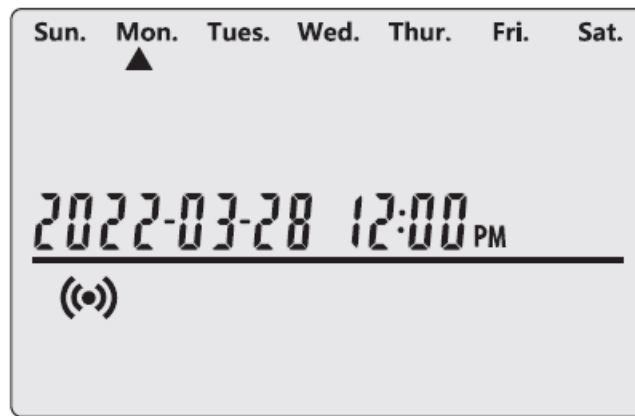 Sun. Mon. Tues. Wed. Thur. Fri. Sat.
2022-03-28 12:00 PM